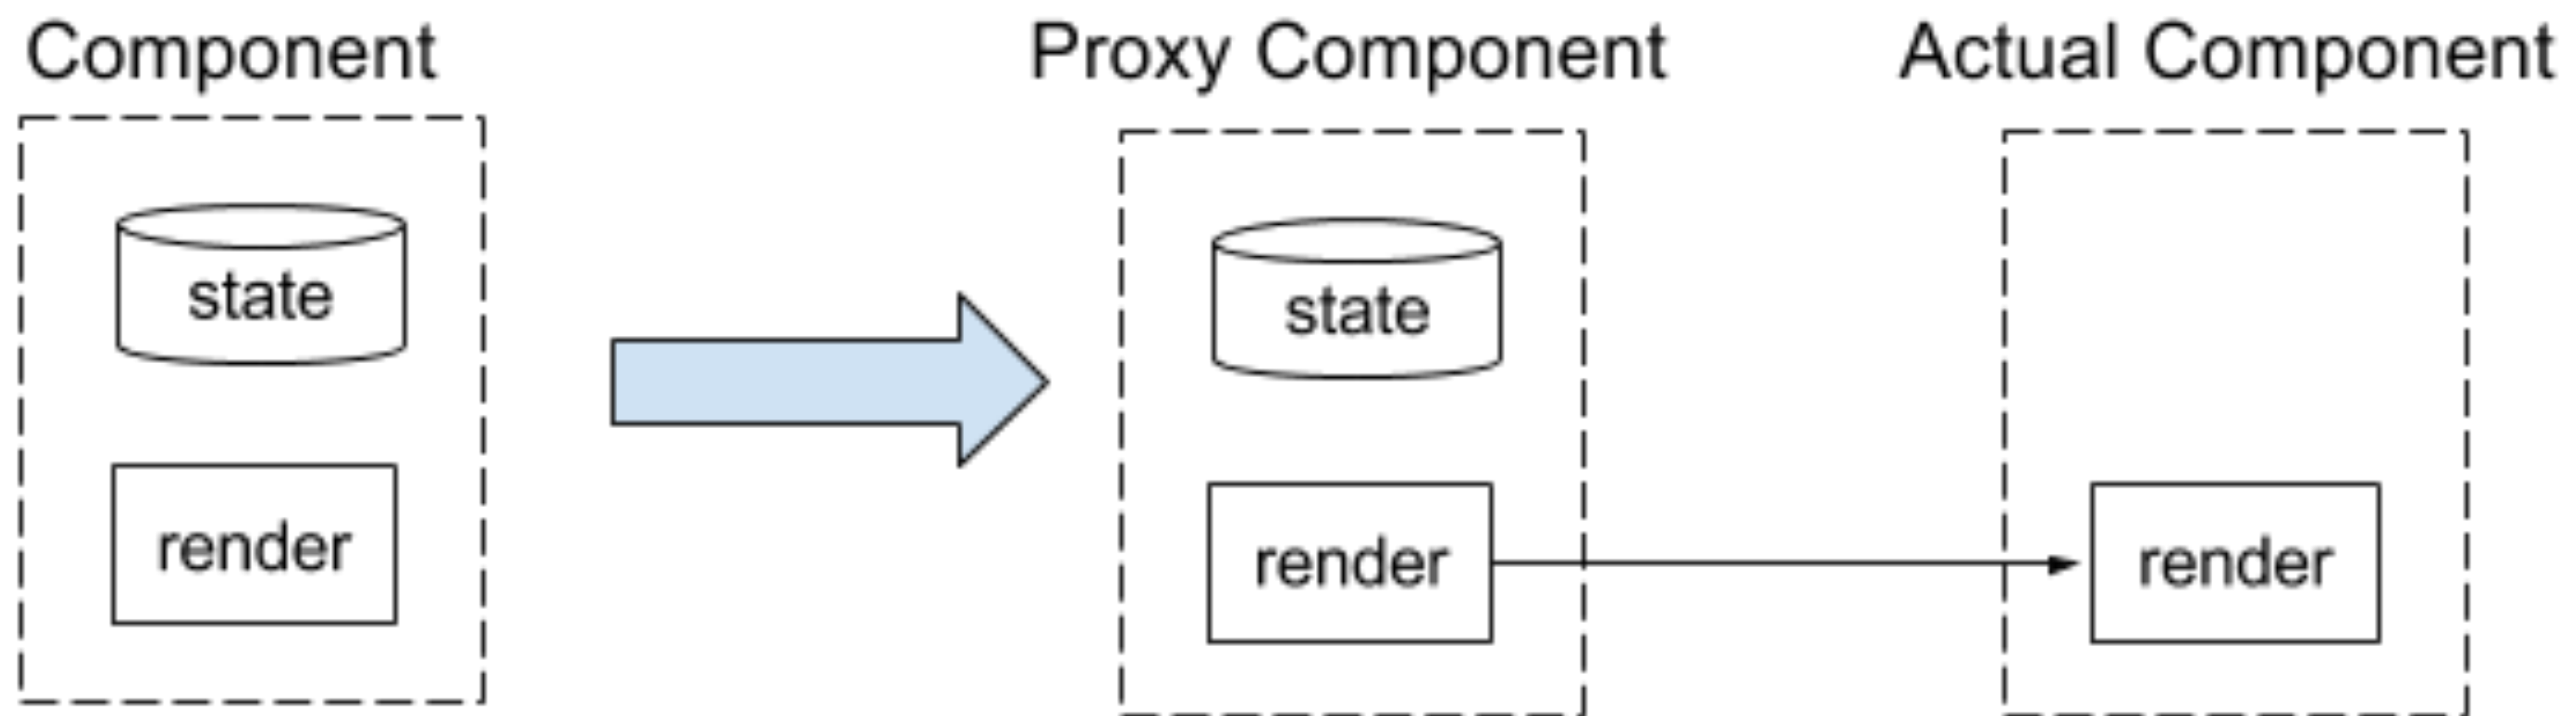 Component
Proxy Component
Actual Component
state
state
render
render
render